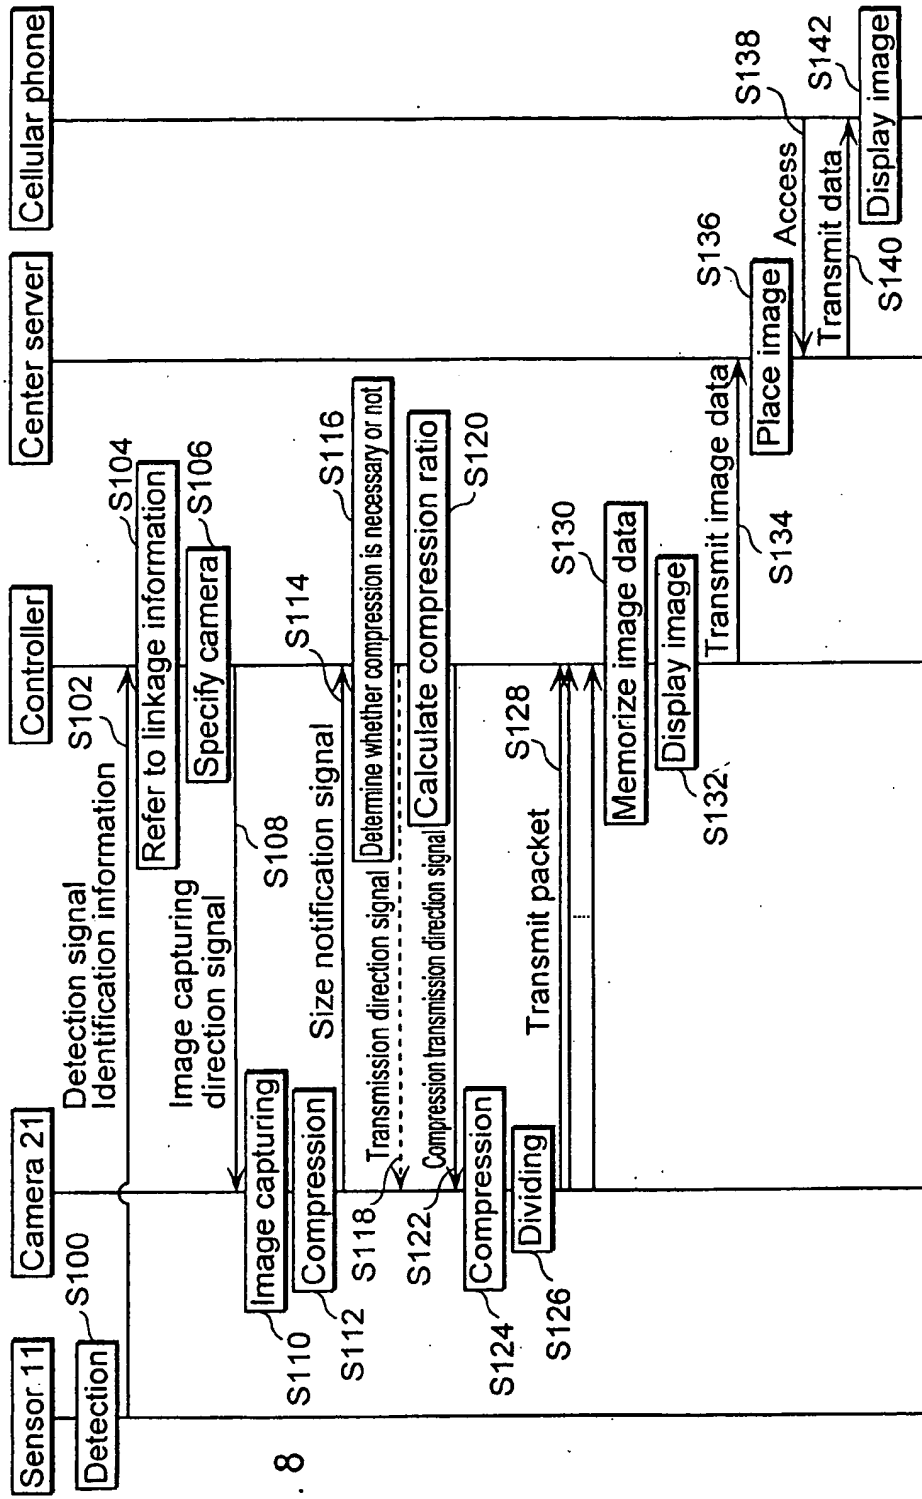 Sensor 11
Camera 21
Controller
Center server
Cellular phone
Detection
S100
Detection signal
Identification information
S102
Refer to linkage information
S104
Specify camera
S106
Image capturing
direction signal
S108
Image capturing
S110
Compression
S112
Size notification signal
S114
Determine whether compression is necessary or not
S116
Transmission direction signal
S118
Calculate compression ratio
S120
Compression transmission direction signal
S122
Compression
S124
Dividing
S126
Transmit packet
S128
Memorize image data
S130
Display image
S132
Transmit image data
S134
Place image
S136
Access
S138
Transmit data
S140
Display image
S142
. 8